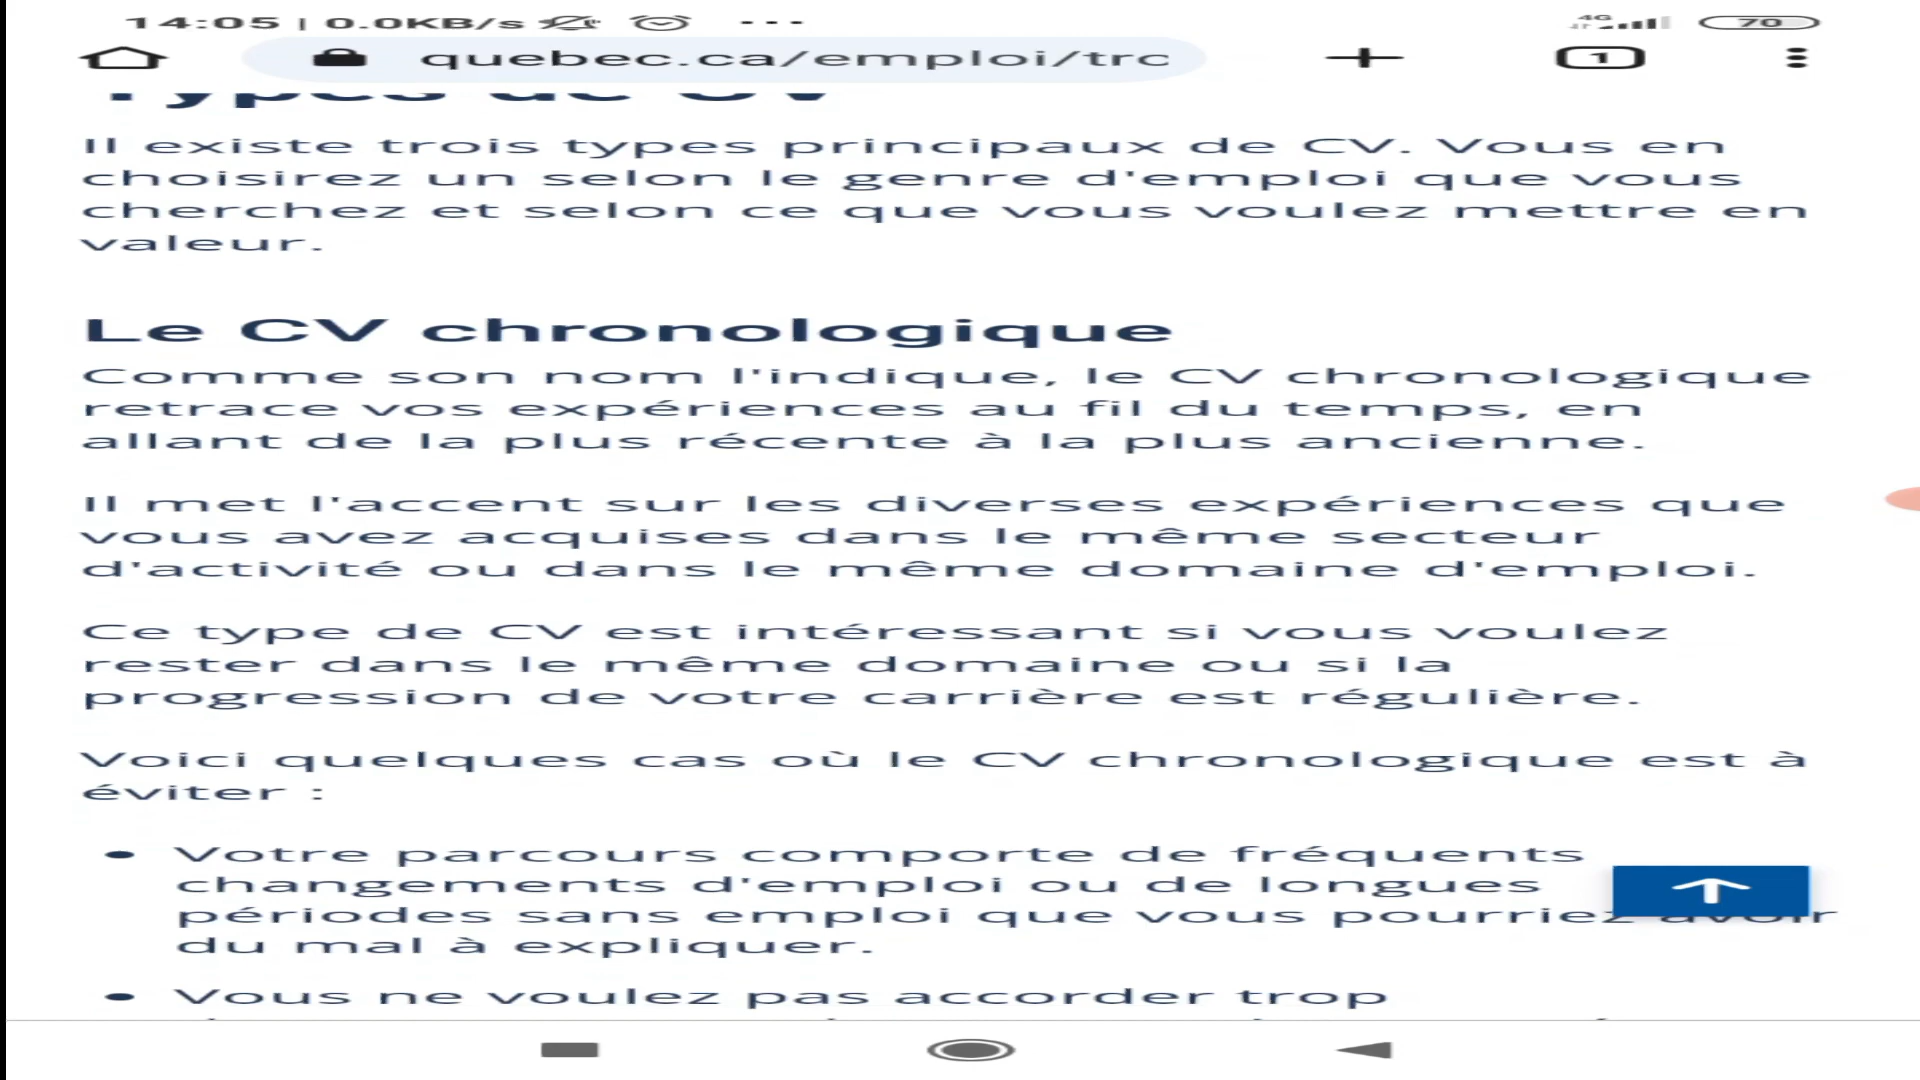 14:05 | 0.0KB/s
4G
70
quebec.ca/emploi/trc
1
Types de CV
Il existe trois types principaux de CV. Vous en
choisirez un selon le genre d'emploi que vous
cherchez et selon ce que vous voulez mettre en
valeur.
Le CV chronologique
Comme son nom l'indique, le CV chronologique
retrace vos expériences au fil du temps, en
allant de la plus récente à la plus ancienne.
Il met l'accent sur les diverses expériences que
vous avez acquises dans le même secteur
d'activité ou dans le même domaine d'emploi.
Ce type de CV est intéressant si vous voulez
rester dans le même domaine ou si la
progression de votre carrière est régulière.
Voici quelques cas où le CV chronologique est à
éviter :
• Votre parcours comporte de fréquents
changements d'emploi ou de longues
périodes sans emploi que vous pourriez avoir
du mal à expliquer.
• Vous ne voulez pas accorder trop